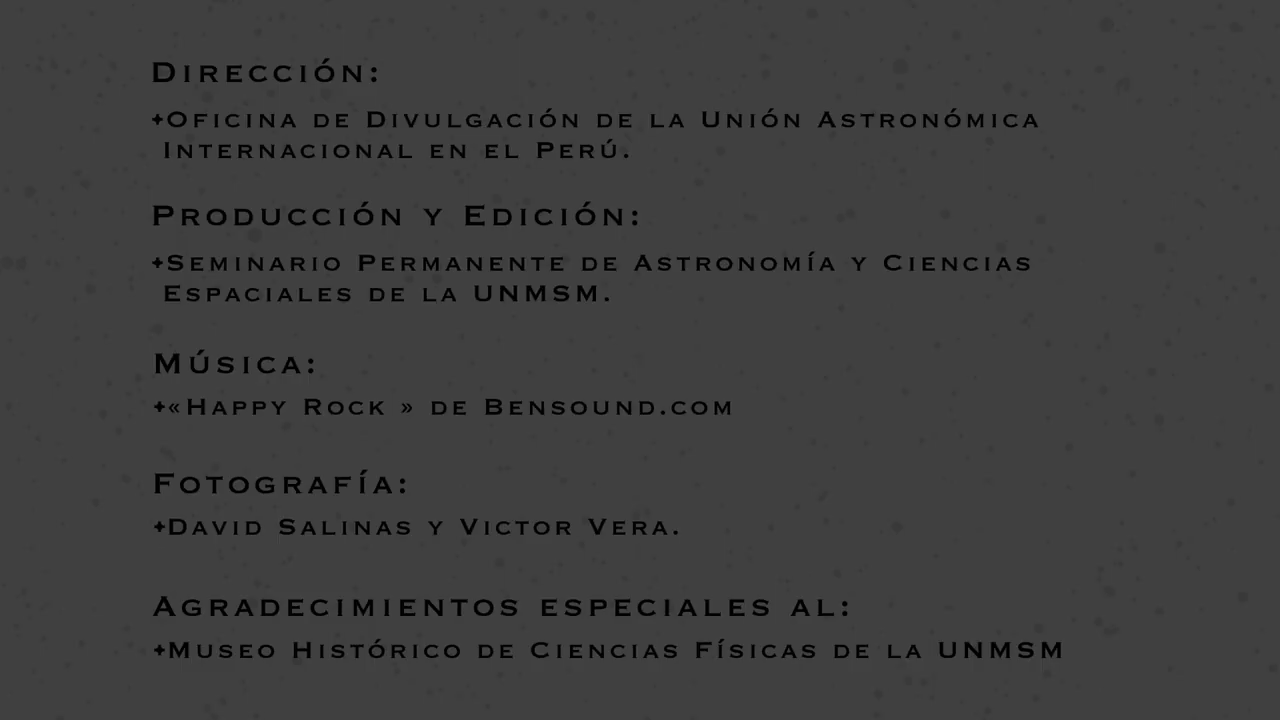 Dirección:
+Oficina de Divulgación de la Unión Astronómica
Internacional en el Perú.
Producción y Edición:
+Seminario Permanente de Astronomía y Ciencias
Espaciales de la UNMSM.
Música:
+«Happy Rock » de Bensound.com
Fotografía:
+David Salinas y Victor Vera.
Agradecimientos especiales al:
+Museo Histórico de Ciencias Físicas de la UNMSM